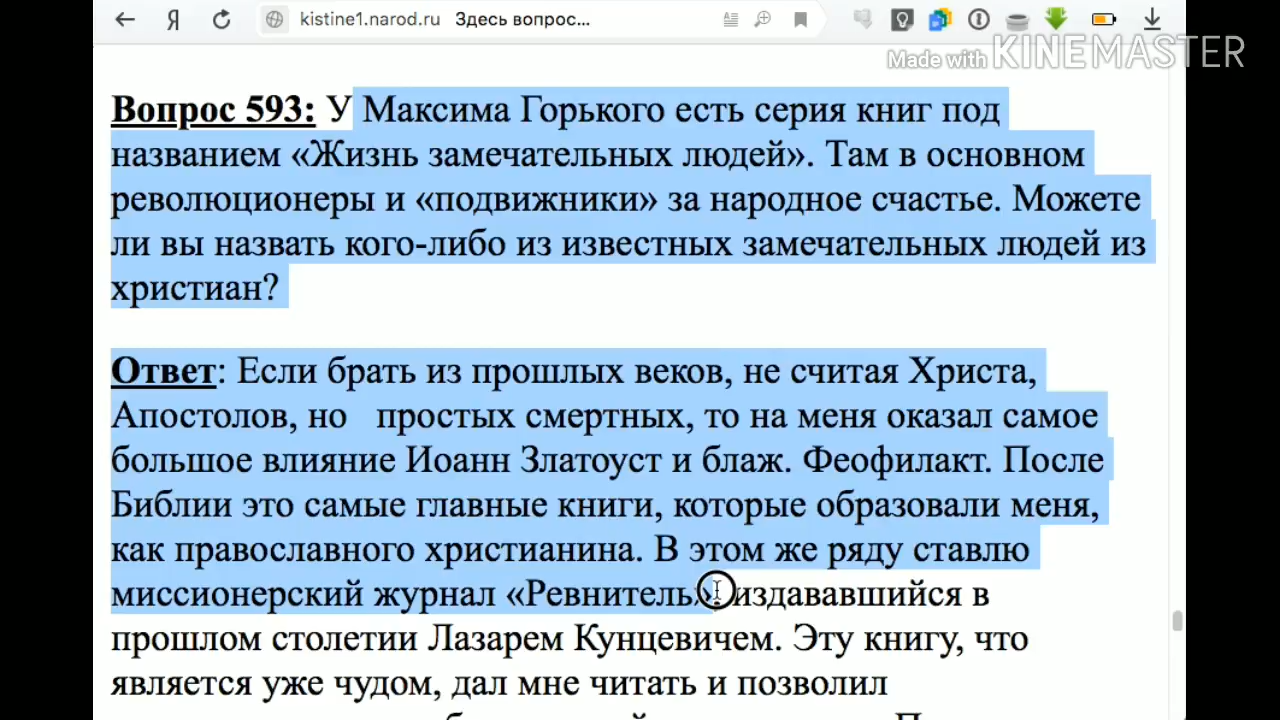 Я
kistine1.narod.ru Здесь вопрос...
Made with KINEMASTER
Вопрос 593: У Максима Горького есть серия книг под
названием «Жизнь замечательных людей». Там в основном
революционеры и «подвижники» за народное счастье. Можете
ли вы назвать кого-либо из известных замечательных людей из
христиан?
Ответ: Если брать из прошлых веков, не считая Христа,
Апостолов, но простых смертных, то на меня оказал самое
большое влияние Иоанн Златоуст и блаж. Феофилакт. После
Библии это самые главные книги, которые образовали меня,
как православного христианина. В этом же ряду ставлю
миссионерский журнал «Ревнитель», издававшийся в
прошлом столетии Лазарем Кунцевичем. Эту книгу, что
является уже чудом, дал мне читать и позволил